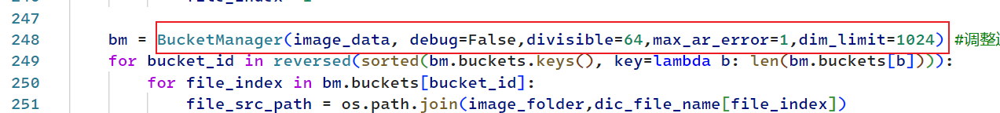 247
248 bm = BucketManager(image_data, debug=False,divisible=64,max_ar_error=1,dim_limit=1024) #调整
249 for bucket_id in reversed(sorted(bm.buckets.keys(), key=lambda b: len(bm.buckets[b]))):
250 for file_index in bm.buckets[bucket_id]:
251 file_src_path = os.path.join(image_folder,dic_file_name[file_index])